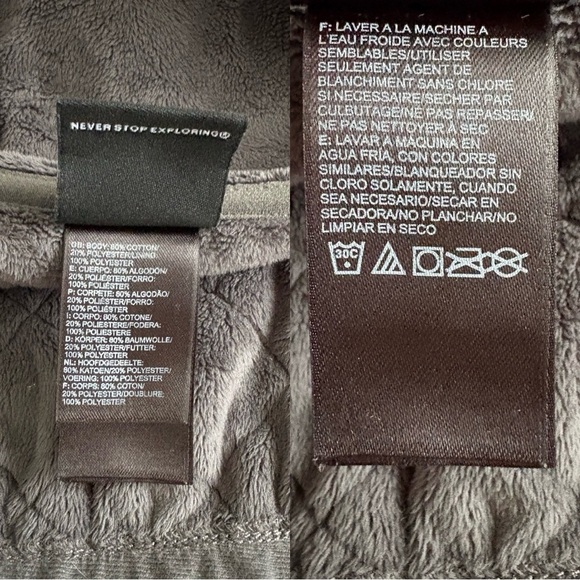 NEVER STOP EXPLORING®
GB: BODY: 80% COTTON/
20% POLYESTER/LINING
100% POLYESTER
E: CUERPO: 80% ALGODÓN/
20% POLIÉSTER/FORRO:
100% POLIÉSTER
P: CORPETE: 80% ALGODÃO/
20% POLIÉSTER/FORRO:
100% POLIÉSTER
I: CORPO: 80% COTONE/
20% POLIESTERE/FODERA:
100% POLIESTERE
D: KÖRPER: 80% BAUMWOLLE/
20% POLYESTER/FUTTER:
100% POLYESTER
NL: HOOFDGEDEELTE:
80% KATOEN/20% POLYESTER/
VOERING: 100% POLYESTER
F: CORPS: 80% COTON/
20% POLYESTER/DOUBLURE:
100% POLYESTER
F: LAVER A LA MACHINE A
L'EAU FROIDE AVEC COULEURS
SEMBLABLES/UTILISER
SEULEMENT AGENT DE
BLANCHIMENT SANS CHLORE
SI NECESSAIRE/SECHER PAR
CULBUTAGE/NE PAS REPASSER/
NE PAS NETTOYER À SEC
E: LAVAR A MÁQUINA EN
AGUA FRÍA, CON COLORES
SIMILARES/BLANQUEADOR SIN
CLORO SOLAMENTE, CUANDO
SEA NECESARIO/SECAR EN
SECADORA/NO PLANCHAR/NO
LIMPIAR EN SECO
30C